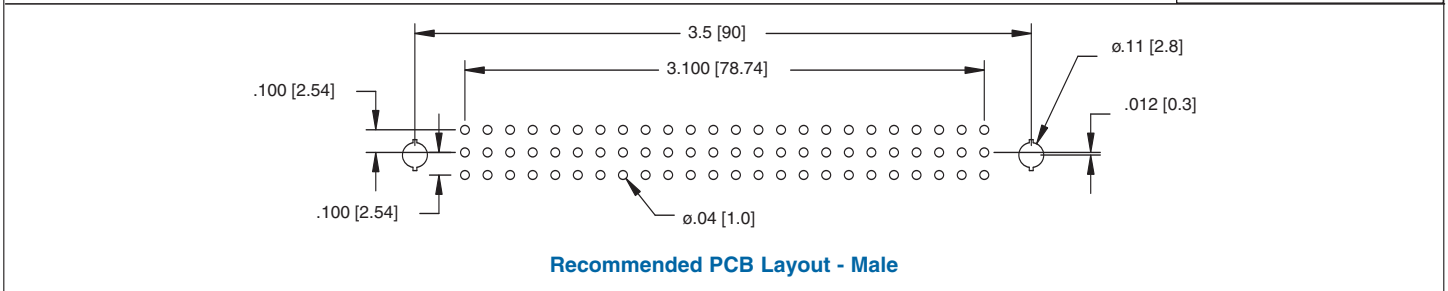 3.5 [90]
ø.11 [2.8]
3.100 [78.74]
.100 [2.54]
.012 [0.3]
.100 [2.54]
ø.04 [1.0]
Recommended PCB Layout - Male